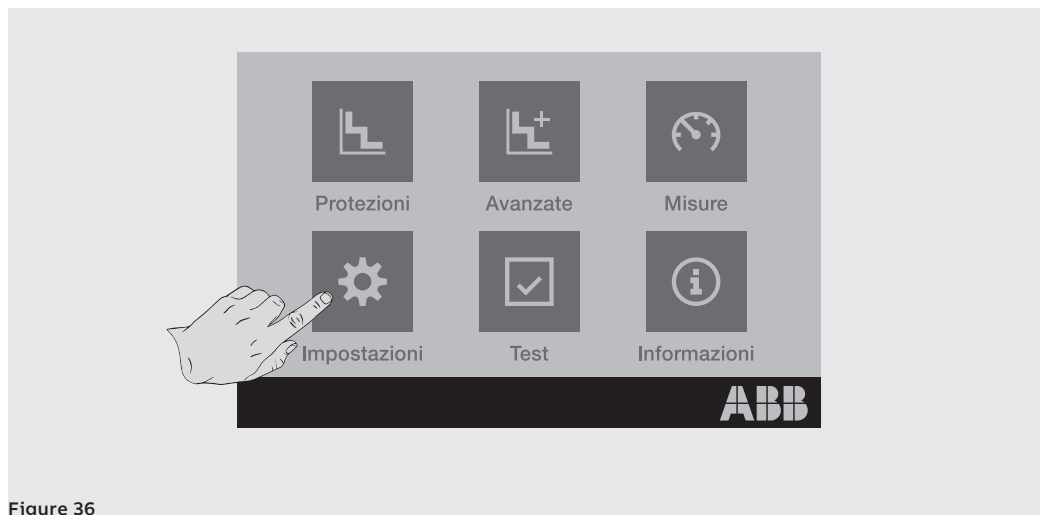 Protezioni Avanzate Misure
Impostazioni Test Informazioni
ABB
Figure 36